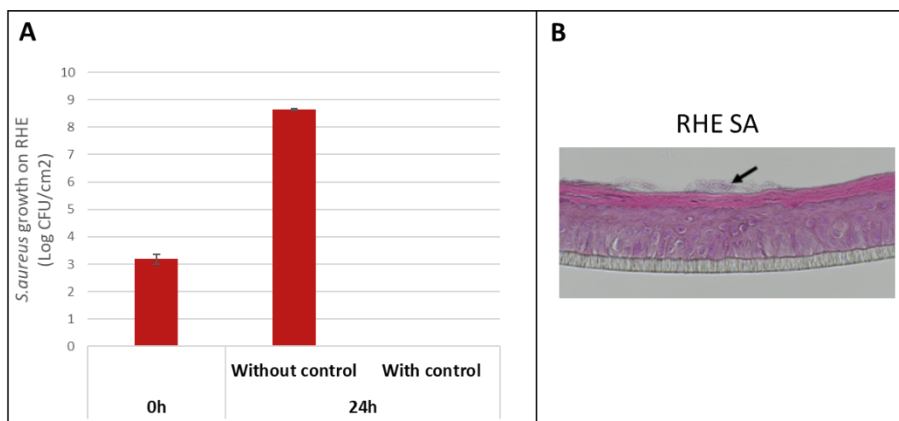 A
S.aureus growth on RHE
(Log CFU/cm2)
10
9
8
7
6
5
4
3
2
1
0
Without control With control
0h 24h
B
RHE SA